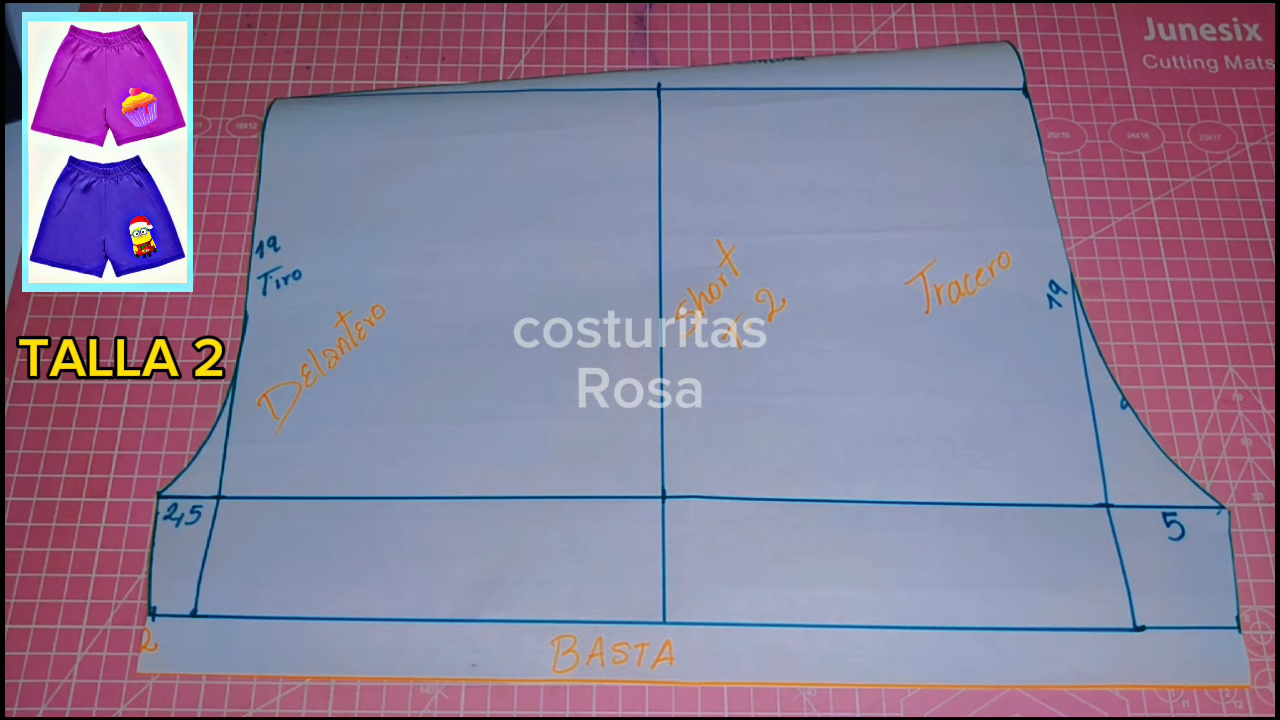 Junesix
Cutting Mats
19
Tiro
Delantero
Short
T-2
Tracero
19
costuritas
Rosa
TALLA 2
2,5
5
2
BASTA